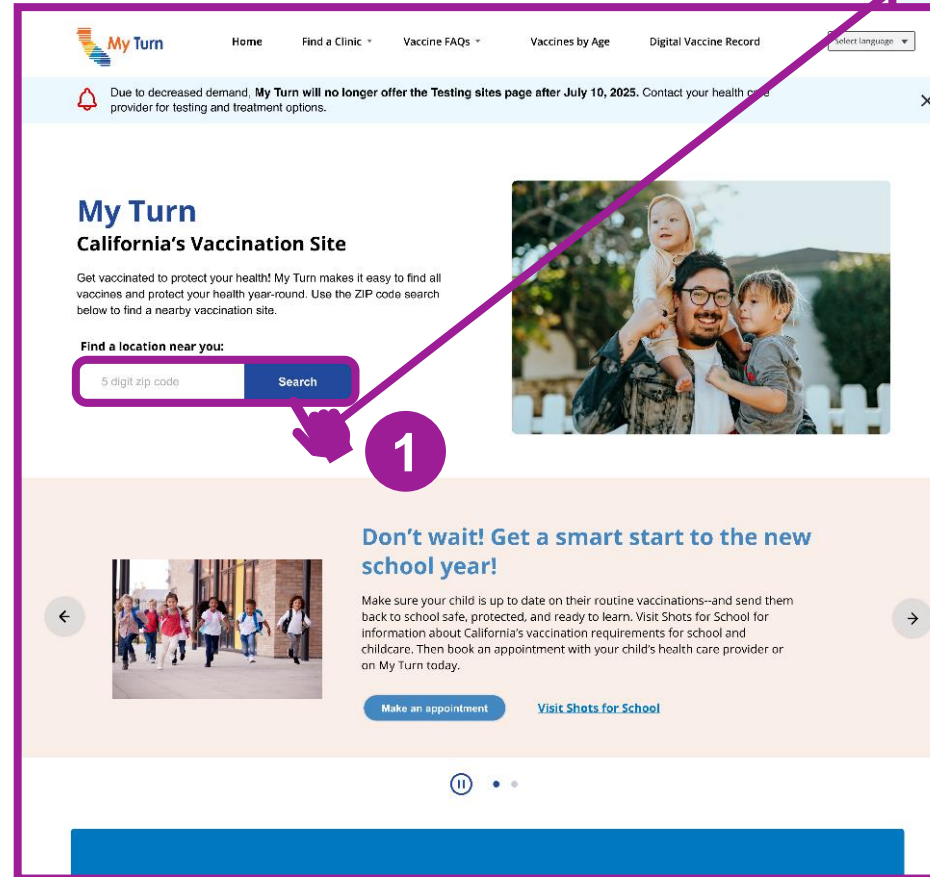 My Turn
Home Find a Clinic Vaccine FAQs Vaccines by Age Digital Vaccine Record Select language
Due to decreased demand, My Turn will no longer offer the Testing sites page after July 10, 2025. Contact your health care
provider for testing and treatment options.
My Turn
California's Vaccination Site
Get vaccinated to protect your health! My Turn makes it easy to find all
vaccines and protect your health year-round. Use the ZIP code search
below to find a nearby vaccination site.
Find a location near you:
5 digit zip code Search
1
Don't wait! Get a smart start to the new
school year!
Make sure your child is up to date on their routine vaccinations--and send them
back to school safe, protected, and ready to learn. Visit Shots for School for
information about California's vaccination requirements for school and
childcare. Then book an appointment with your child's health care provider or
on My Turn today.
Make an appointment Visit Shots for School